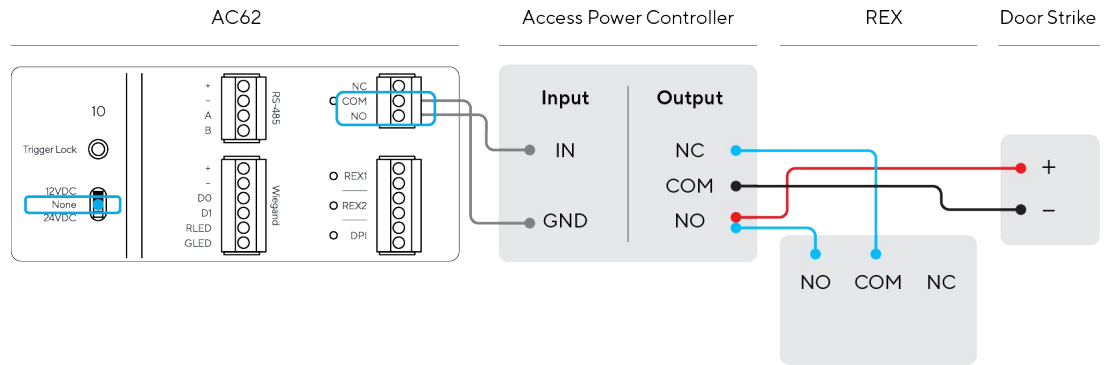 AC62
Access Power Controller
REX
Door Strike
10
Trigger Lock
12VDC
None
24VDC
+
−
A
B
RS-485
+
−
D0
D1
RLED
GLED
Wiegand
NC
COM
NO
REX1
REX2
DPI
Input
Output
IN
GND
NC
COM
NO
NO
COM
NC
+
−